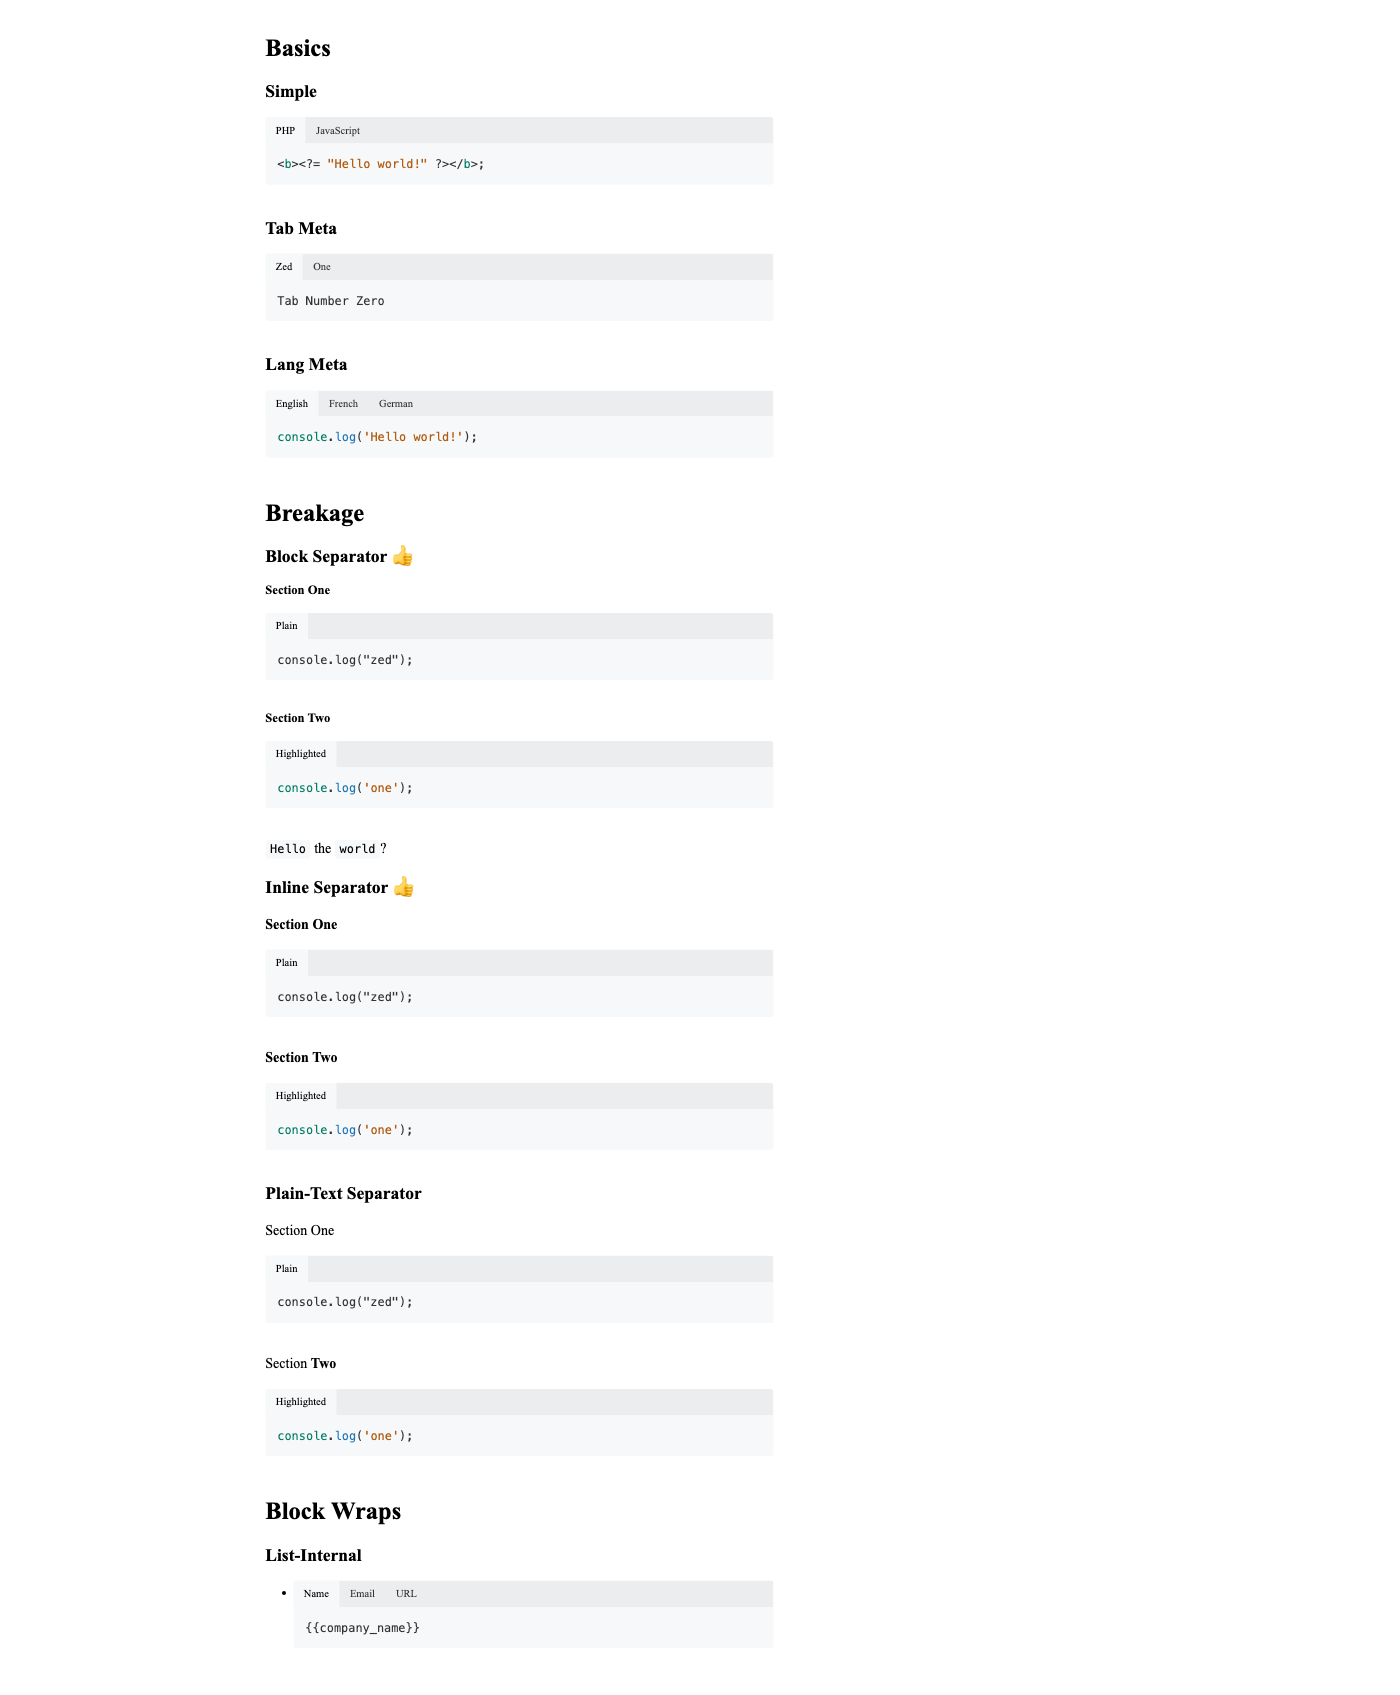 Basics
Simple
PHP JavaScript
<b><?= "Hello world!" ?></b>;
Tab Meta
Zed One
Tab Number Zero
Lang Meta
English French German
console.log('Hello world!');
Breakage
Block Separator 👍
Section One
Plain
console.log("zed");
Section Two
Highlighted
console.log('one');
Hello the world ?
Inline Separator 👍
Section One
Plain
console.log("zed");
Section Two
Highlighted
console.log('one');
Plain-Text Separator
Section One
Plain
console.log("zed");
Section Two
Highlighted
console.log('one');
Block Wraps
List-Internal
• Name Email URL
{{company_name}}